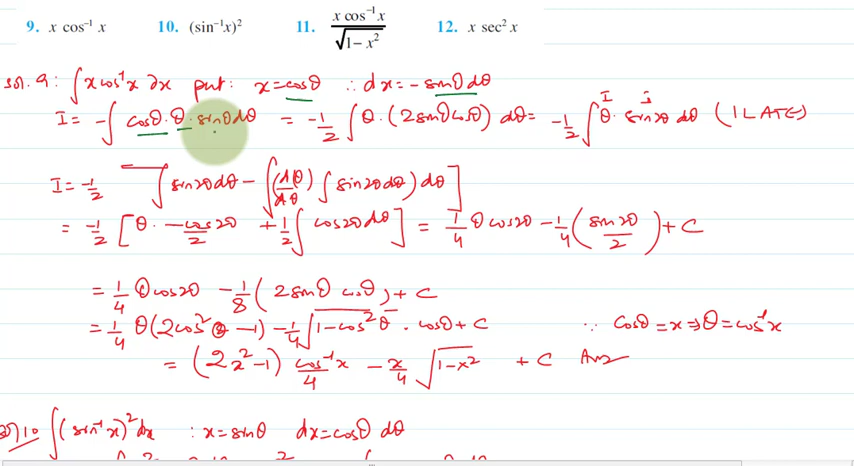 9. x cos⁻¹ x 10. (sin⁻¹x)² 11. x cos⁻¹ x / √(1− x²) 12. x sec² x
Sol. 9: ∫ x cos⁻¹x dx put: x = cosθ ∴ dx = - sinθ dθ
I = - ∫ cosθ · θ · sinθ dθ = -1/2 ∫ θ · (2 sinθ cosθ) dθ = -1/2 ∫ θ · sin2θ dθ (ILATE)
I = -1/2 ∫ sin2θ dθ - ∫ (dθ/dθ) ∫ sin2θ dθ) dθ]
= -1/2 [θ · -cos2θ/2 + 1/2 ∫ cos2θ dθ] = 1/4 θ cos2θ - 1/4 (sin2θ/2) + C
= 1/4 θ cos2θ - 1/8 (2 sinθ cosθ) + C
= 1/4 θ (2cos²θ - 1) - 1/4 √(1-cos²θ) · cosθ + C ∵ cosθ = x ⇒ θ = cos⁻¹x
= (2x²-1) cos⁻¹x/4 - x/4 √(1-x²) + C Ans
10 ∫ (sin⁻¹x)² dx : x = sinθ dx = cosθ dθ